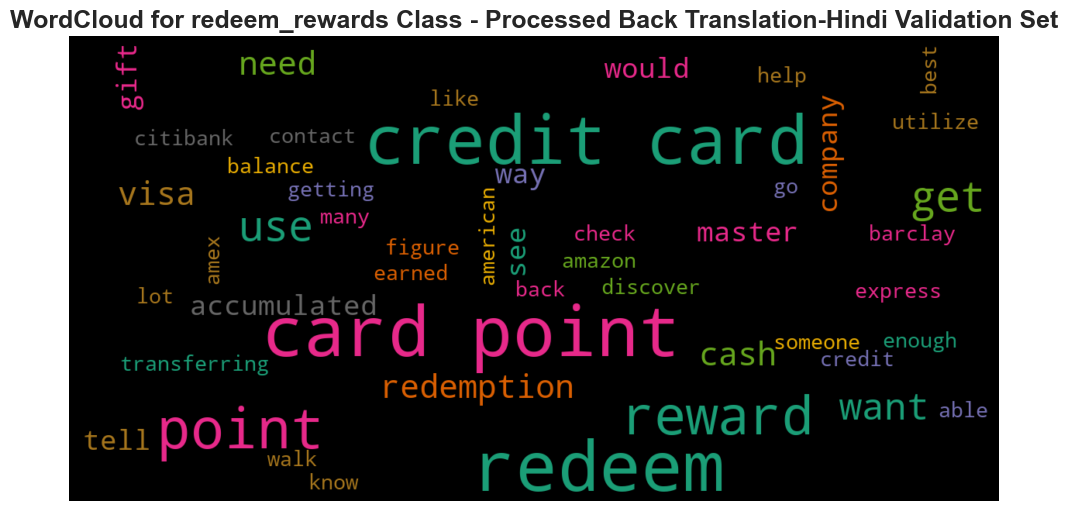 WordCloud for redeem_rewards Class - Processed Back Translation-Hindi Validation Set
gift
need
would
help
best
like
citibank
contact
credit card
company
utilize
balance
way
visa
getting
go
get
use
many
american
see
check
master
barclay
amex
figure
earned
amazon
back
discover
express
lot
accumulated
card point
cash
someone
enough
transferring
credit
redemption
reward
want
able
tell
point
walk
know
redeem